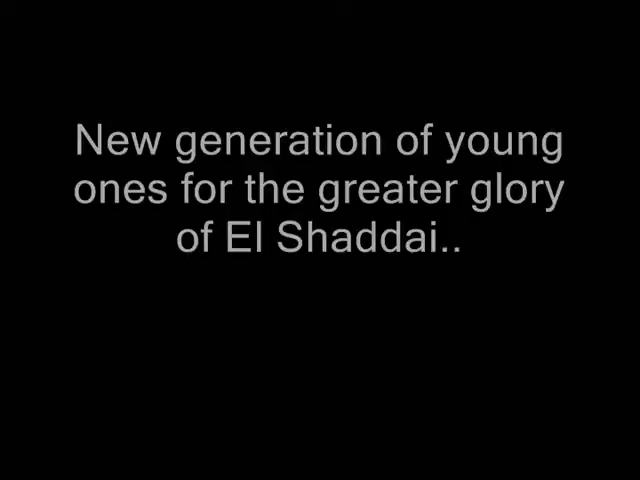 New generation of young
ones for the greater glory
of El Shaddai..